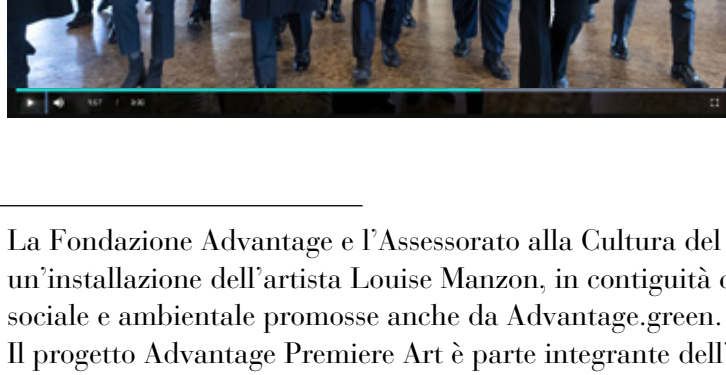 La Fondazione Advantage e l’Assessorato alla Cultura del
un’installazione dell’artista Louise Manzon, in contiguità
sociale e ambientale promosse anche da Advantage.green.
Il progetto Advantage Premiere Art è parte integrante dell’